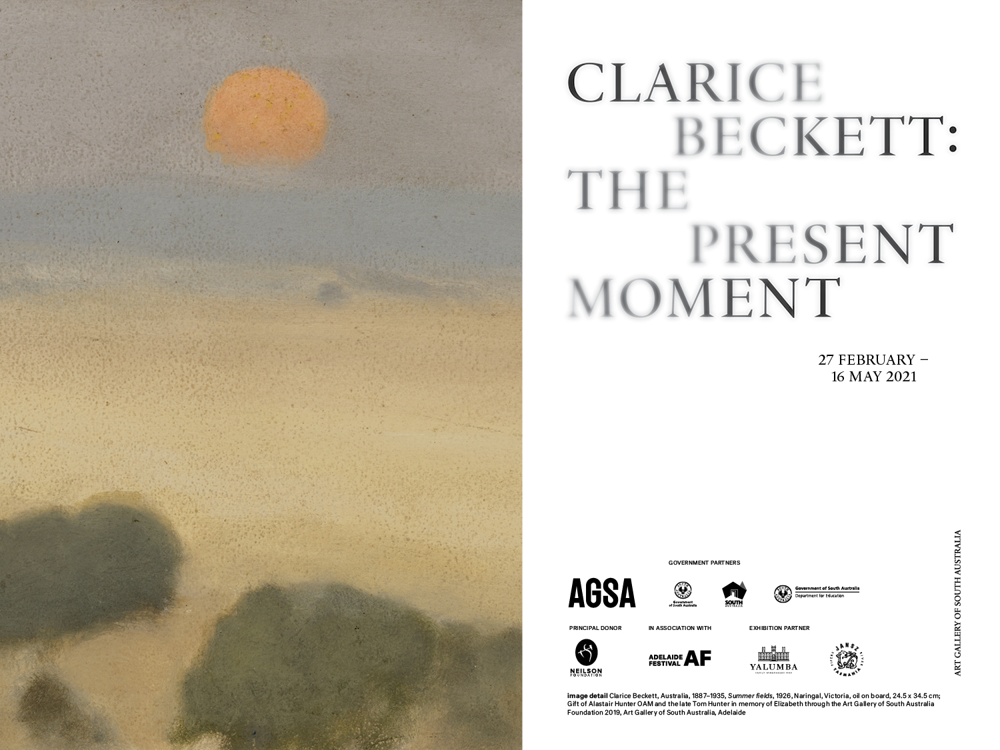 CLARICE
BECKETT:
THE
PRESENT
MOMENT
27 FEBRUARY –
16 MAY 2021
ART GALLERY OF SOUTH AUSTRALIA
GOVERNMENT PARTNERS
AGSA
Government
of South Australia
SOUTH
AUSTRALIA
Government of South Australia
Department for Education
PRINCIPAL DONOR
IN ASSOCIATION WITH
EXHIBITION PARTNER
NEILSON
FOUNDATION
ADELAIDE
FESTIVAL AF
YALUMBA
FAMILY WINEMAKERS 1849
JANSZ
TASMANIA
image detail Clarice Beckett, Australia, 1887–1935, Summer fields, 1926, Naringal, Victoria, oil on board, 24.5 x 34.5 cm;
Gift of Alastair Hunter OAM and the late Tom Hunter in memory of Elizabeth through the Art Gallery of South Australia
Foundation 2019, Art Gallery of South Australia, Adelaide